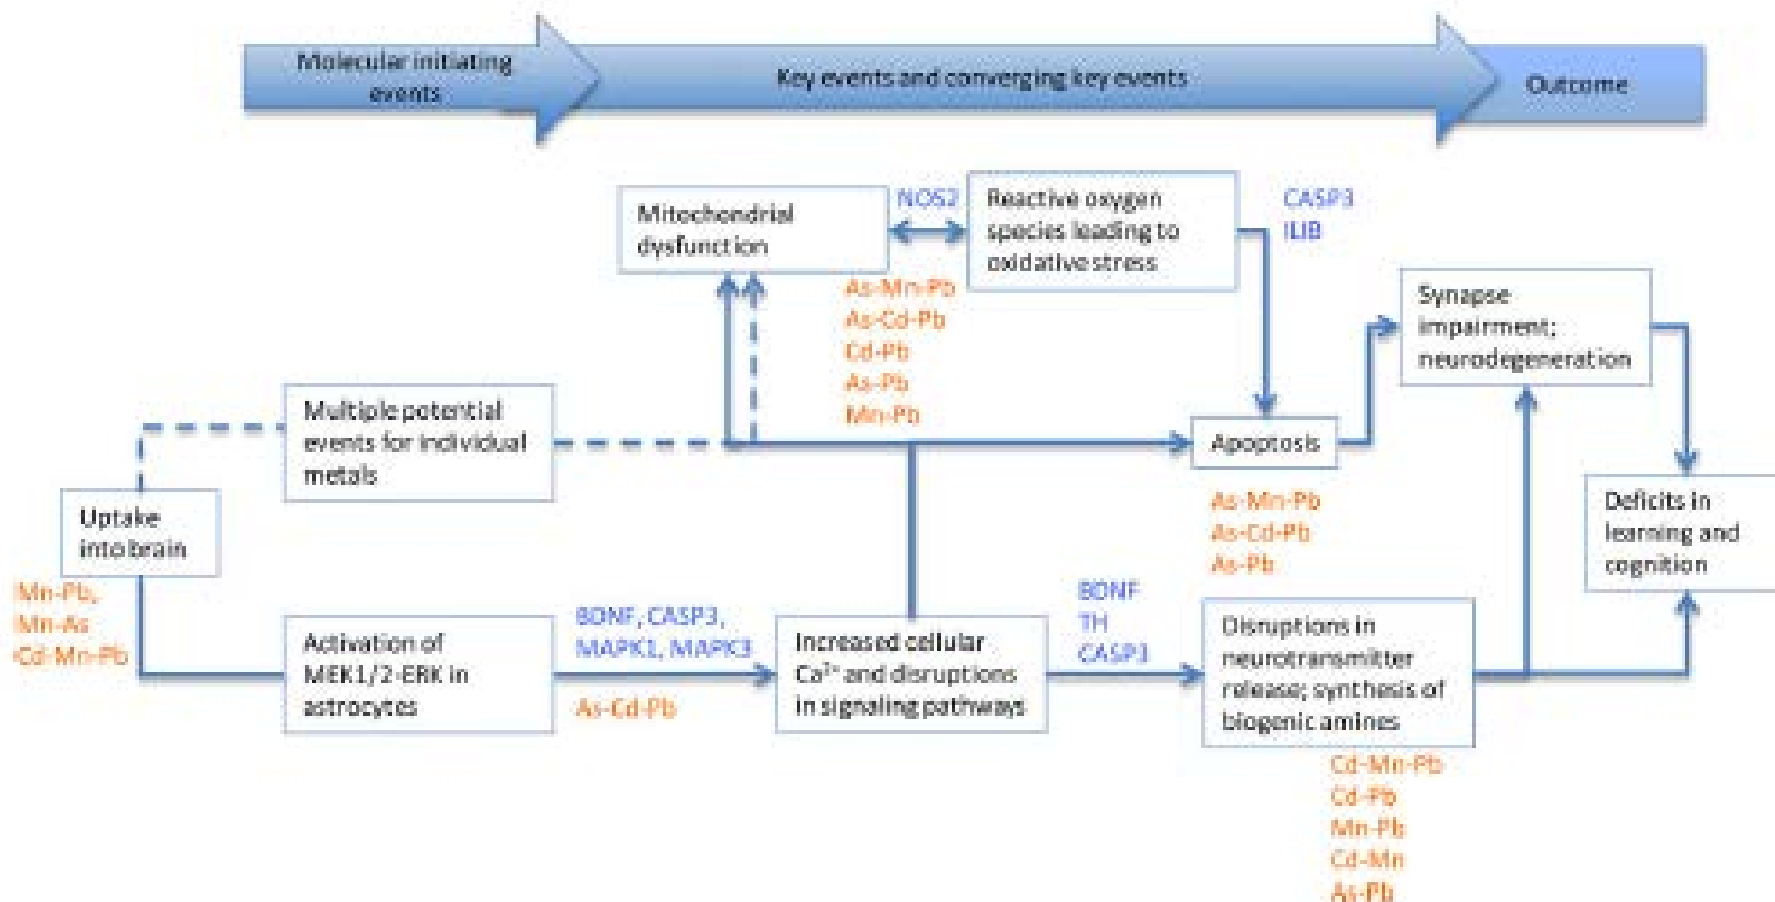 Molecular initiating
events
Key events and converging key events
Outcome
Mitochondrial
dysfunction
NOS2
Reactive oxygen
species leading to
oxidative stress
CASP3
ILIB
As-Mn-Pb
As-Cd-Pb
Cd-Pb
As-Pb
Mn-Pb
Synapse
impairment;
neurodegeneration
Multiple potential
events for individual
metals
Apoptosis
As-Mn-Pb
As-Cd-Pb
As-Pb
Uptake
into brain
Mn-Pb,
Mn-As
Cd-Mn-Pb
Deficits in
learning and
cognition
Activation of
MEK1/2-ERK in
astrocytes
BDNF, CASP3,
MAPK1, MAPK3
As-Cd-Pb
Increased cellular
Ca²⁺ and disruptions
in signaling pathways
BDNF
TH
CASP3
Disruptions in
neurotransmitter
release; synthesis of
biogenic amines
Cd-Mn-Pb
Cd-Pb
Mn-Pb
Cd-Mn
As-Pb